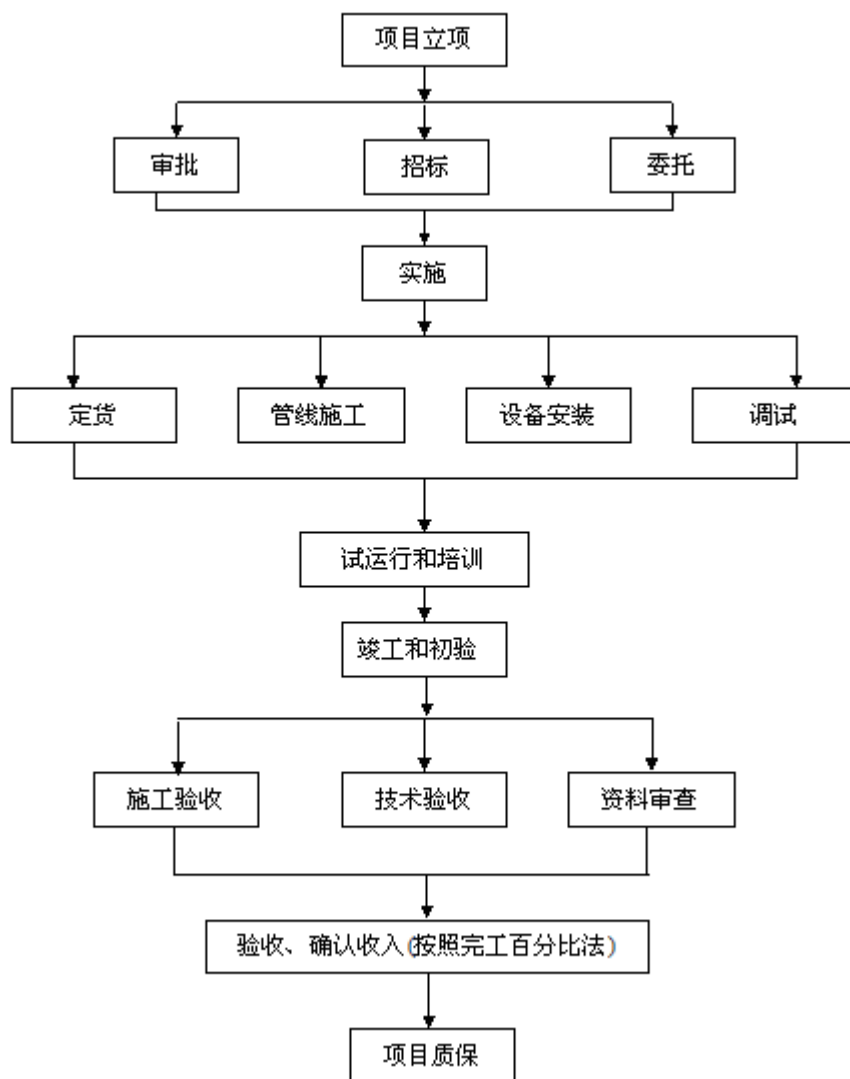 项目立项
审批
招标
委托
实施
定货
管线施工
设备安装
调试
试运行和培训
竣工和初验
施工验收
技术验收
资料审查
验收、确认收入(按照完工百分比法)
项目质保